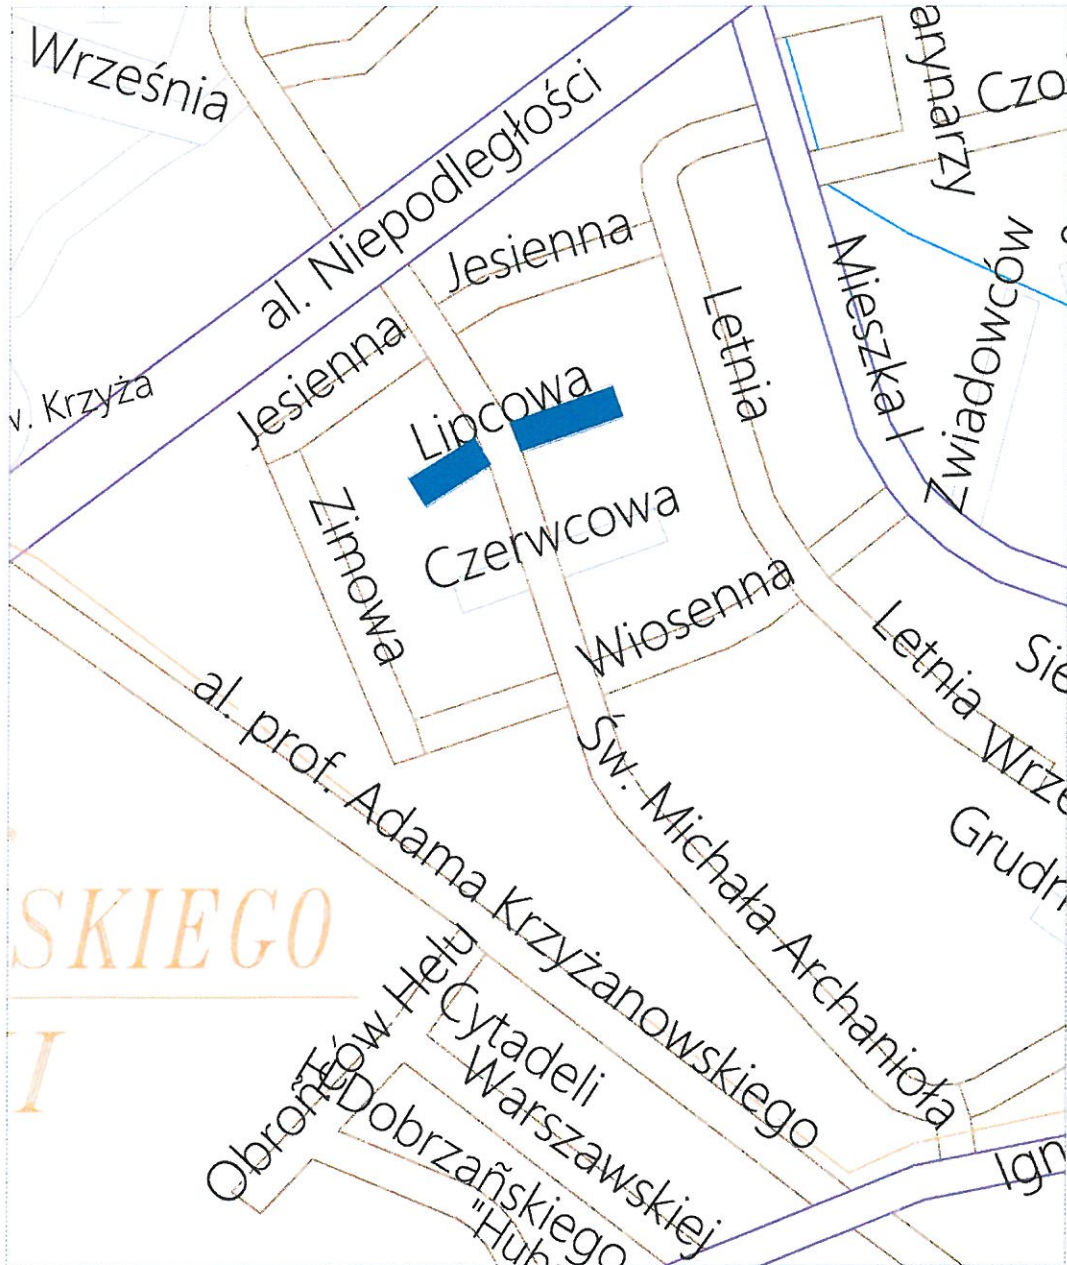 Września
al. Niepodległości
arynarzy
Czo
Jesienna
Jesienna
Letnia
Mieszka I
Zwiadowców
v. Krzyża
Lipcowa
Zimowa
Czerwcowa
Wiosenna
Letnia
Sie
Wrze
Grudn
al. prof. Adama Krzyżanowskiego
Św. Michała Archanioła
SKIEGO
I
Obrońców Helu
Cytadeli
Warszawskiej
H. Dobrzañskiego
"Hub
Ign